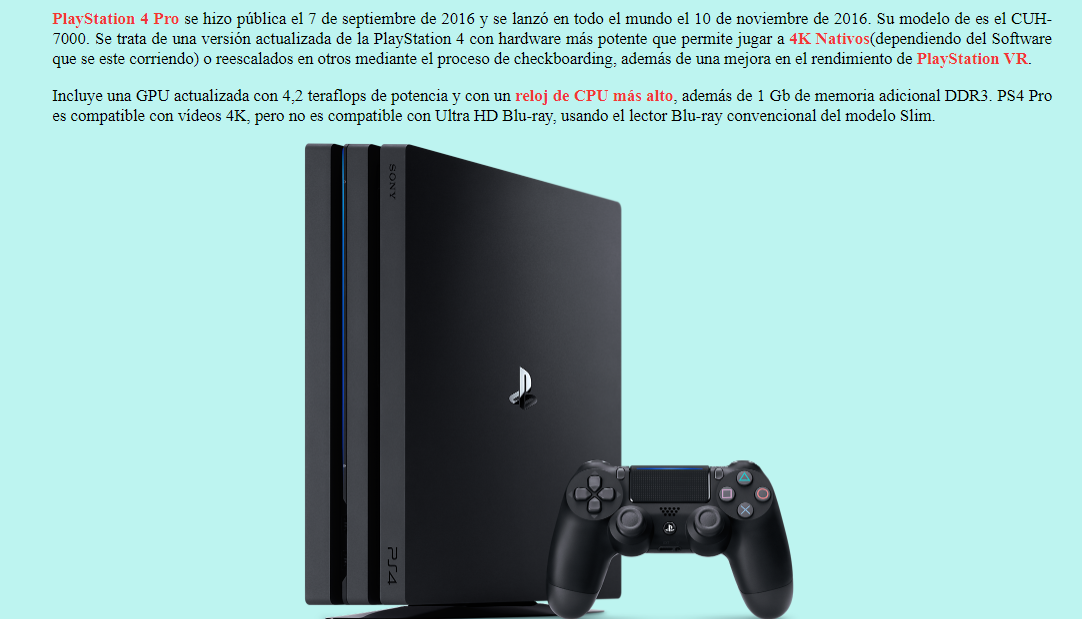 PlayStation 4 Pro se hizo pública el 7 de septiembre de 2016 y se lanzó en todo el mundo el 10 de noviembre de 2016. Su modelo de es el CUH-
7000. Se trata de una versión actualizada de la PlayStation 4 con hardware más potente que permite jugar a 4K Nativos(dependiendo del Software
que se este corriendo) o reescalados en otros mediante el proceso de checkboarding, además de una mejora en el rendimiento de PlayStation VR.
Incluye una GPU actualizada con 4,2 teraflops de potencia y con un reloj de CPU más alto, además de 1 Gb de memoria adicional DDR3. PS4 Pro
es compatible con vídeos 4K, pero no es compatible con Ultra HD Blu-ray, usando el lector Blu-ray convencional del modelo Slim.
SONY
PS4